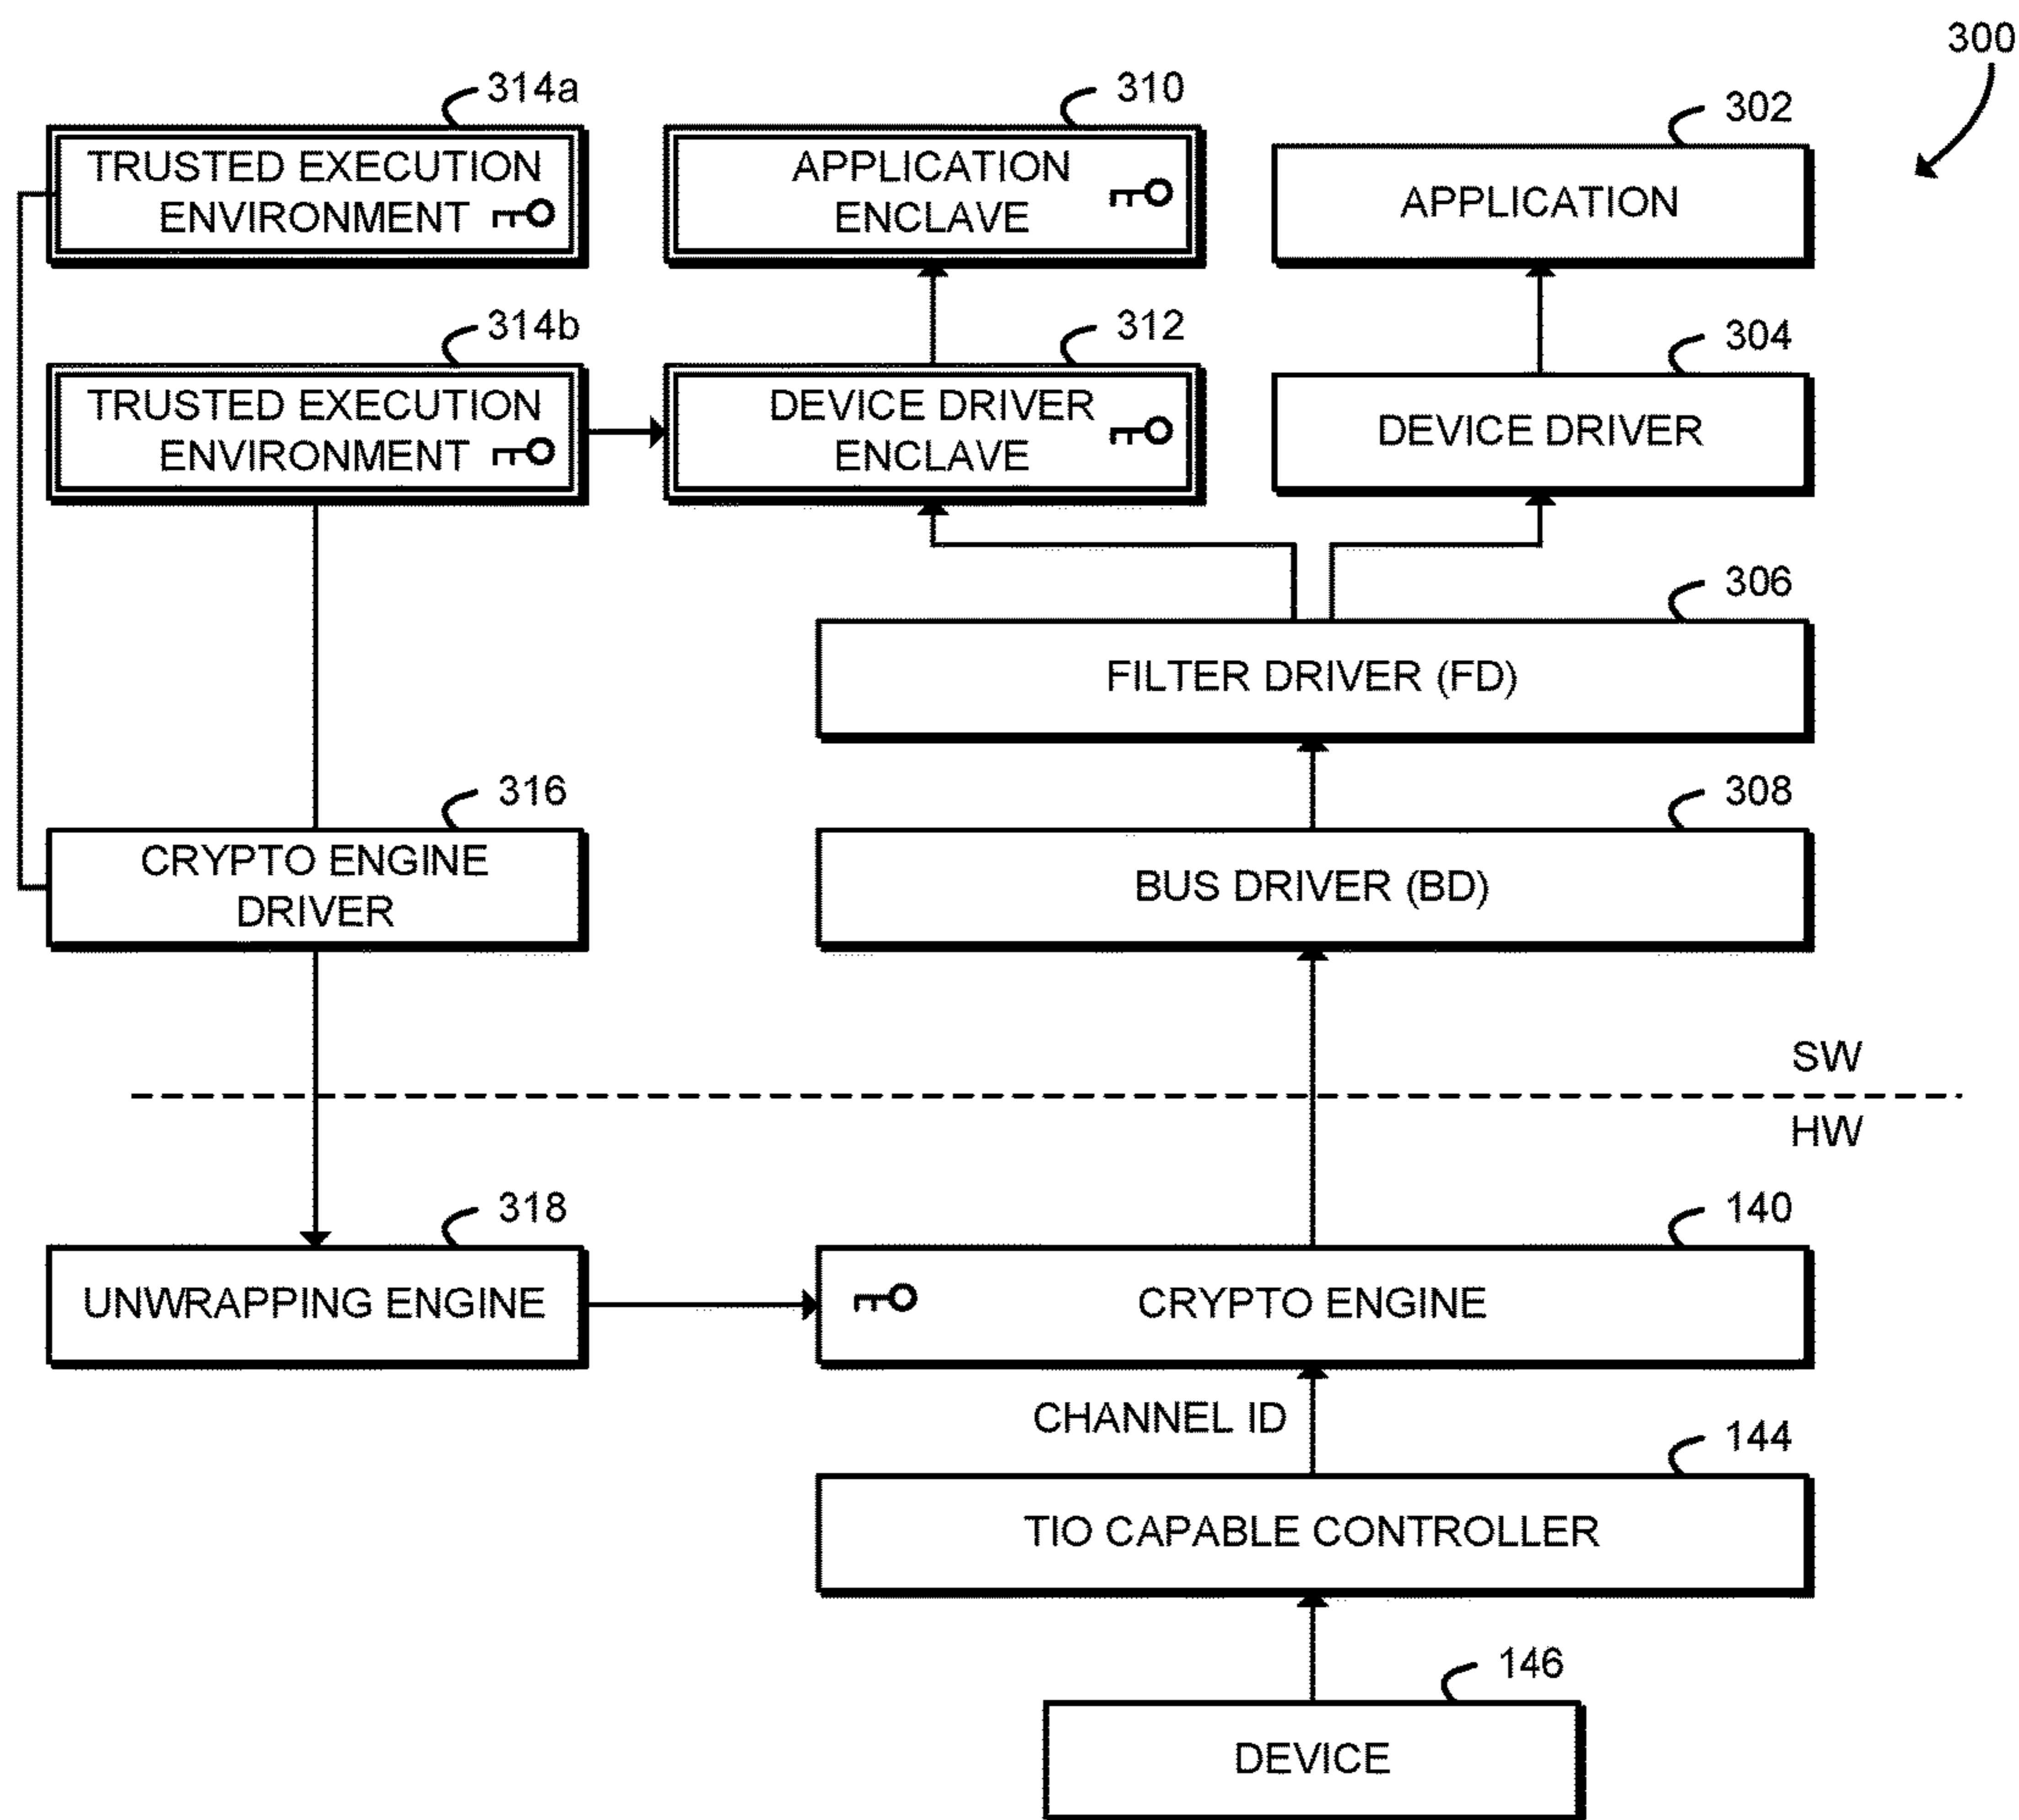 300
314a
310
302
TRUSTED EXECUTION
ENVIRONMENT
APPLICATION
ENCLAVE
APPLICATION
314b
312
304
TRUSTED EXECUTION
ENVIRONMENT
DEVICE DRIVER
ENCLAVE
DEVICE DRIVER
306
FILTER DRIVER (FD)
316
308
CRYPTO ENGINE
DRIVER
BUS DRIVER (BD)
SW
HW
318
140
UNWRAPPING ENGINE
CRYPTO ENGINE
CHANNEL ID
144
TIO CAPABLE CONTROLLER
146
DEVICE